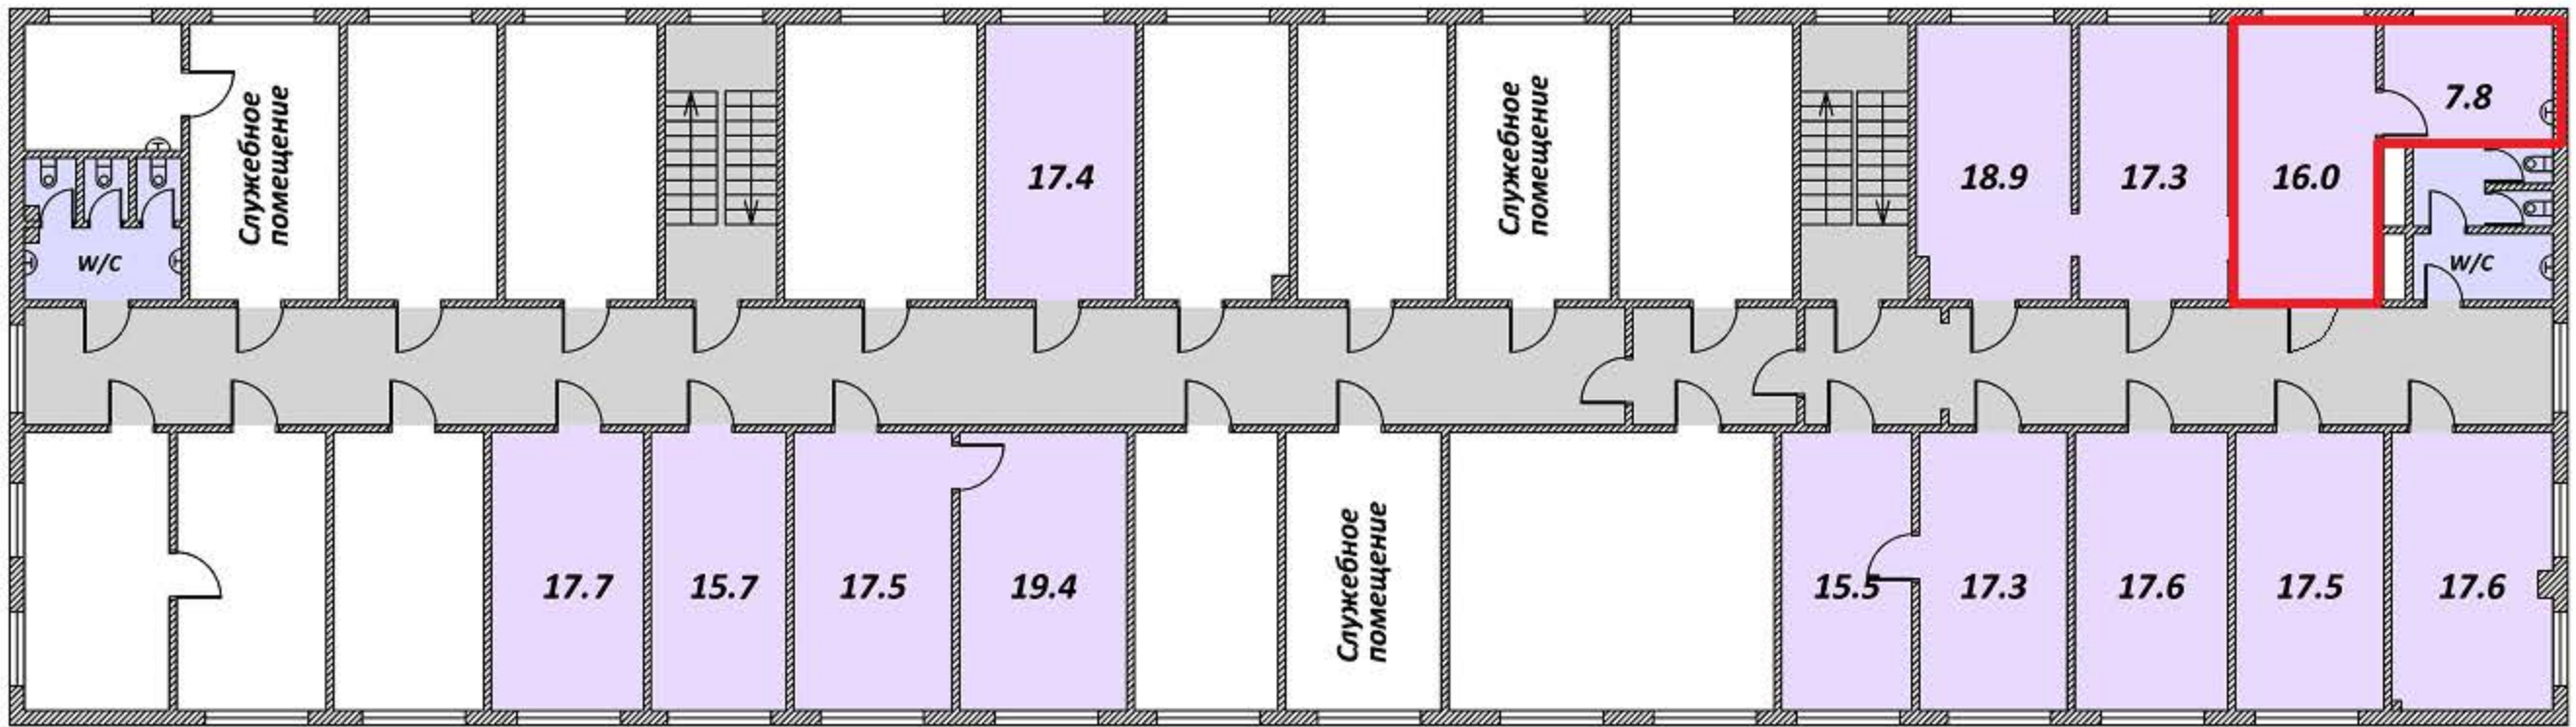 Служебное
помещение
W/C
17.4
Служебное
помещение
18.9
17.3
16.0
7.8
W/C
17.7
15.7
17.5
19.4
Служебное
помещение
15.5
17.3
17.6
17.5
17.6